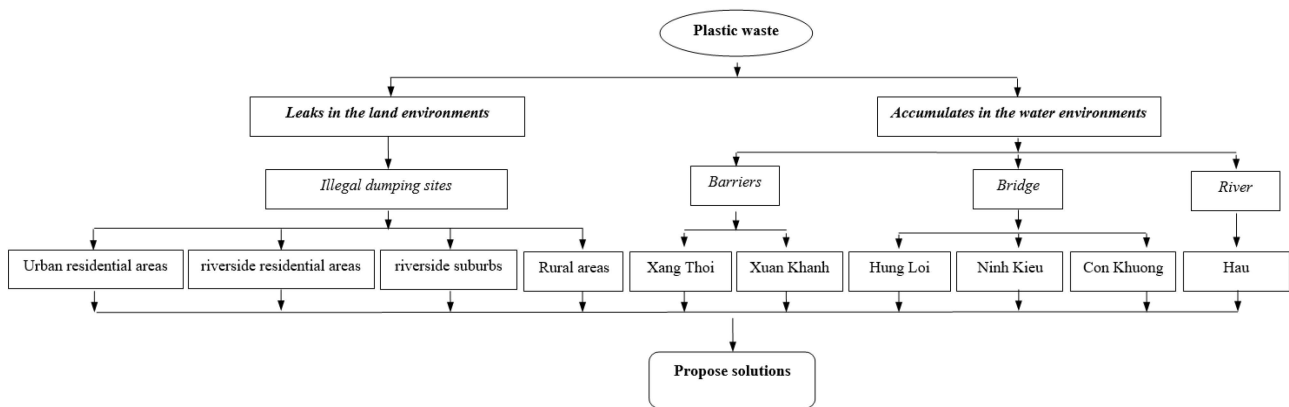 Plastic waste
Leaks in the land environments
Accumulates in the water environments
Illegal dumping sites
Barriers
Bridge
River
Urban residential areas
riverside residential areas
riverside suburbs
Rural areas
Xang Thoi
Xuan Khanh
Hung Loi
Ninh Kieu
Con Khuong
Hau
Propose solutions